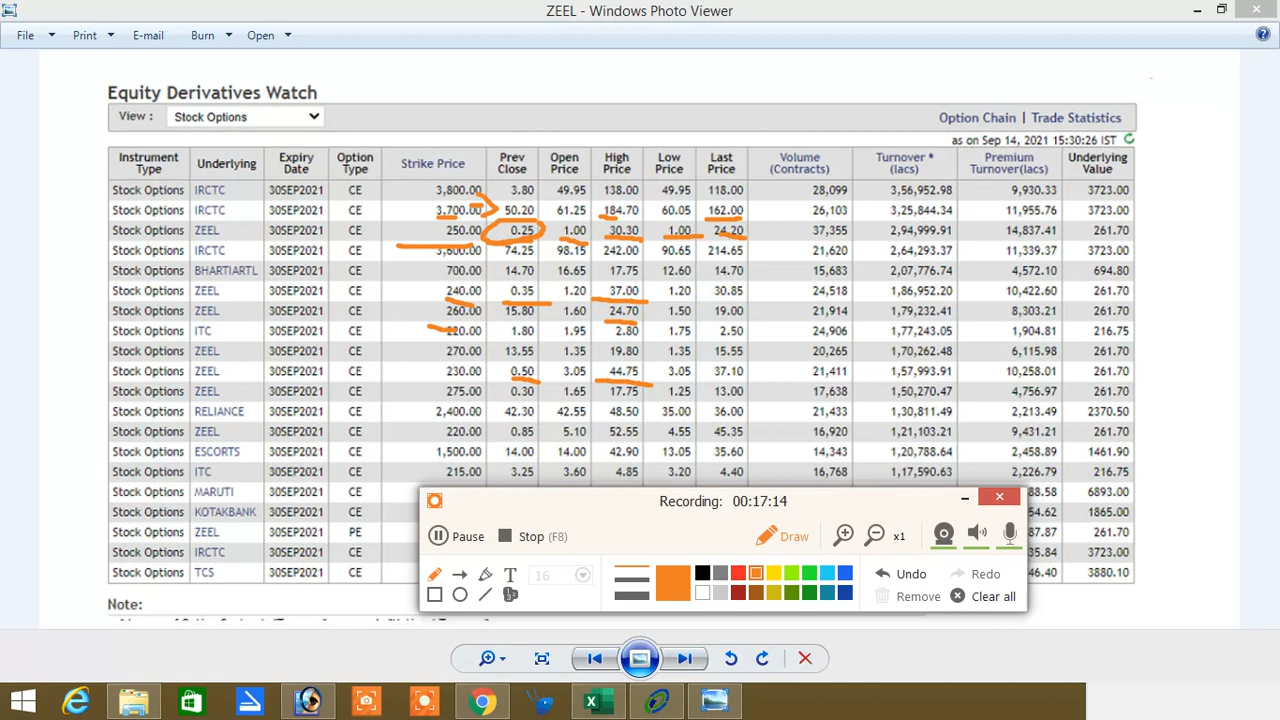 ZEEL - Windows Photo Viewer
File Print E-mail Burn Open
Equity Derivatives Watch
View : Stock Options Option Chain | Trade Statistics
as on Sep 14, 2021 15:30:26 IST
Instrument Type Underlying Expiry Date Option Type Strike Price Prev Close Open Price High Price Low Price Last Price Volume (Contracts) Turnover * (lacs) Premium Turnover(lacs) Underlying Value
Stock Options IRCTC 30SEP2021 CE 3,800.00 3.80 49.95 138.00 49.95 118.00 28,099 3,56,952.98 9,930.33 3723.00
Stock Options IRCTC 30SEP2021 CE 3,700.00 50.20 61.25 184.70 60.05 162.00 26,103 3,25,844.34 11,955.76 3723.00
Stock Options ZEEL 30SEP2021 CE 250.00 0.25 1.00 30.30 1.00 24.20 37,355 2,94,999.91 10,055.41 261.70
Stock Options IRCTC 30SEP2021 CE 3,600.00 74.25 98.15 242.00 90.65 214.65 21,620 2,64,293.37 11,339.37 3723.00
Stock Options BHARTIARTL 30SEP2021 CE 700.00 14.70 16.65 17.75 12.60 14.70 15,683 2,07,776.74 4,572.10 694.80
Stock Options ZEEL 30SEP2021 CE 240.00 0.35 1.20 37.00 1.20 30.85 24,518 1,86,952.20 10,422.60 261.70
Stock Options ZEEL 30SEP2021 CE 260.00 15.80 1.60 24.70 1.50 19.00 21,914 1,79,232.41 8,303.21 261.70
Stock Options ITC 30SEP2021 CE 220.00 1.80 1.95 2.80 1.75 2.50 24,906 1,77,243.05 1,904.81 216.75
Stock Options ZEEL 30SEP2021 CE 270.00 13.55 1.35 19.80 1.35 15.55 20,265 1,70,262.48 6,115.98 261.70
Stock Options ZEEL 30SEP2021 CE 230.00 0.50 3.05 44.75 3.05 37.10 21,411 1,57,993.91 10,258.01 261.70
Stock Options ZEEL 30SEP2021 CE 275.00 0.30 1.65 17.75 1.25 13.00 17,638 1,50,270.47 4,756.97 261.70
Stock Options RELIANCE 30SEP2021 CE 2,400.00 42.30 42.55 48.50 35.00 36.00 21,433 1,30,811.49 2,213.49 2370.50
Stock Options ZEEL 30SEP2021 CE 220.00 0.85 5.10 52.55 4.55 45.35 16,920 1,21,103.21 9,431.21 261.70
Stock Options ESCORTS 30SEP2021 CE 1,500.00 14.00 14.00 42.90 13.05 35.60 14,343 1,20,788.64 2,458.89 1461.90
Stock Options ITC 30SEP2021 CE 215.00 3.25 3.60 4.85 3.20 4.40 16,768 1,17,590.63 2,226.79 216.75
Stock Options MARUTI 30SEP2021 CE 88.58 6893.00
Stock Options KOTAKBANK 30SEP2021 CE 54.62 1865.00
Stock Options ZEEL 30SEP2021 PE 87.87 261.70
Stock Options IRCTC 30SEP2021 CE 35.84 3723.00
Stock Options TCS 30SEP2021 CE 46.40 3880.10
Note:
Recording: 00:17:14
Pause Stop (F8) Draw x1
T 16 Undo Redo
Remove Clear all